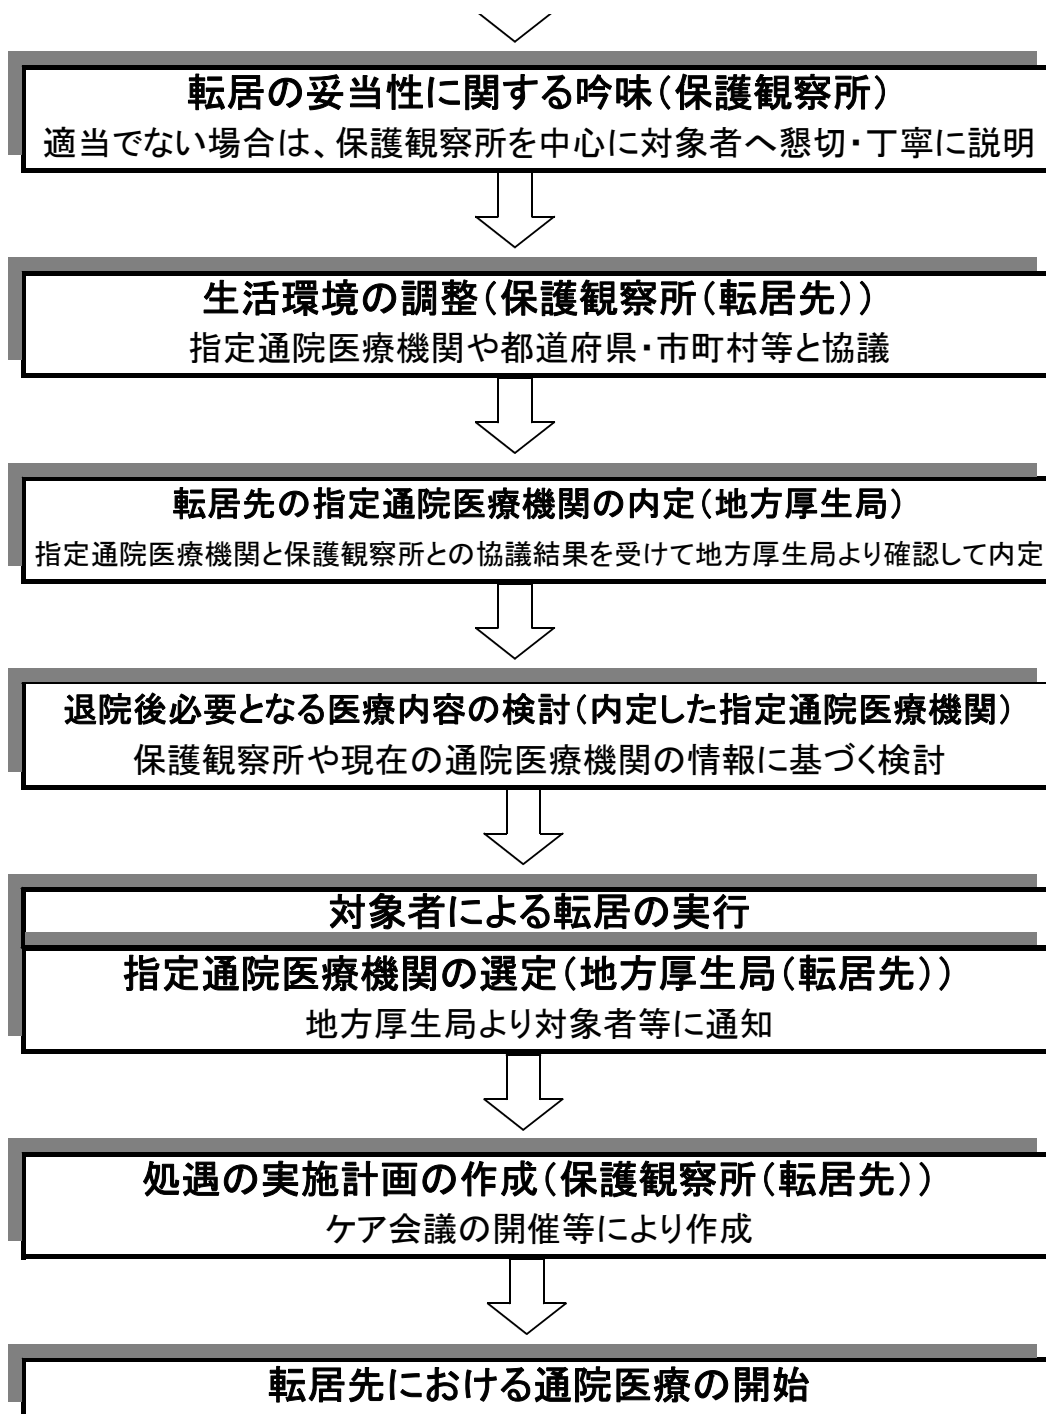 転居の妥当性に関する吟味(保護観察所)
適当でない場合は、保護観察所を中心に対象者へ懇切・丁寧に説明
生活環境の調整(保護観察所(転居先))
指定通院医療機関や都道府県・市町村等と協議
転居先の指定通院医療機関の内定(地方厚生局)
指定通院医療機関と保護観察所との協議結果を受けて地方厚生局より確認して内定
退院後必要となる医療内容の検討(内定した指定通院医療機関)
保護観察所や現在の通院医療機関の情報に基づく検討
対象者による転居の実行
指定通院医療機関の選定(地方厚生局(転居先))
地方厚生局より対象者等に通知
処遇の実施計画の作成(保護観察所(転居先))
ケア会議の開催等により作成
転居先における通院医療の開始